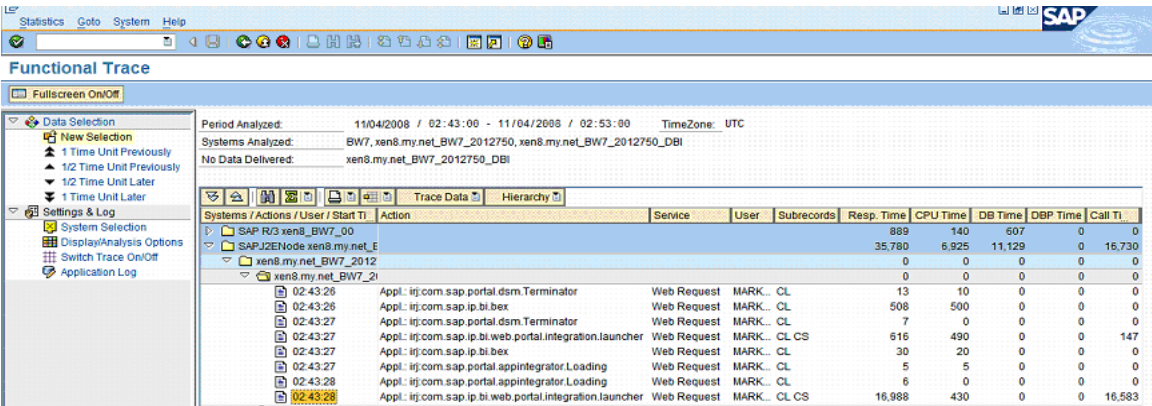 Statistics Goto System Help
SAP
Functional Trace
Fullscreen On/Off
Data Selection
New Selection
1 Time Unit Previously
1/2 Time Unit Previously
1/2 Time Unit Later
1 Time Unit Later
Settings & Log
System Selection
Display/Analysis Options
Switch Trace On/Off
Application Log
Period Analyzed: 11/04/2008 / 02:43:00 - 11/04/2008 / 02:53:00 TimeZone: UTC
Systems Analyzed: BW7, xen8.my.net_BW7_2012750, xen8.my.net_BW7_2012750_DBI
No Data Delivered: xen8.my.net_BW7_2012750_DBI
Trace Data Hierarchy
Systems / Actions / User / Start Ti Action Service User Subrecords Resp. Time CPU Time DB Time DBP Time Call Ti
SAP R/3 xen8_BW7_00 889 140 607 0 0
SAPJ2ENode xen8.my.net_E 35,780 6,925 11,129 0 16,730
xen8.my.net_BW7_2012 0 0 0 0 0
xen8.my.net_BW7_2( 0 0 0 0 0
02:43:26 Appl.: irj:com.sap.portal.dsm.Terminator Web Request MARK... CL 13 10 0 0 0
02:43:26 Appl.: irj:com.sap.ip.bi.bex Web Request MARK... CL 508 500 0 0 0
02:43:27 Appl.: irj:com.sap.portal.dsm.Terminator Web Request MARK... CL 7 0 0 0 0
02:43:27 Appl.: irj:com.sap.ip.bi.web.portal.integration.launcher Web Request MARK... CL CS 616 490 0 0 147
02:43:27 Appl.: irj:com.sap.ip.bi.bex Web Request MARK... CL 30 20 0 0 0
02:43:27 Appl.: irj:com.sap.portal.appintegrator.Loading Web Request MARK... CL 5 5 0 0 0
02:43:28 Appl.: irj:com.sap.portal.appintegrator.Loading Web Request MARK... CL 6 0 0 0 0
02:43:28 Appl.: irj:com.sap.ip.bi.web.portal.integration.launcher Web Request MARK... CL CS 16,988 430 0 0 16,583